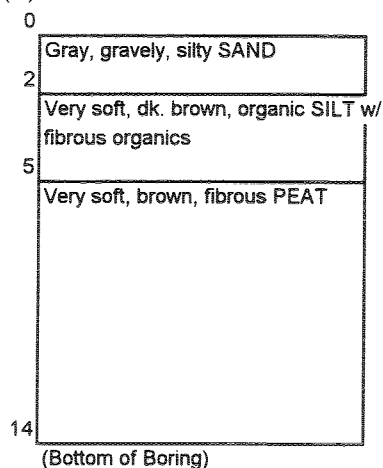 0
Gray, gravely, silty SAND
2
Very soft, dk. brown, organic SILT w/
fibrous organics
5
Very soft, brown, fibrous PEAT
14
(Bottom of Boring)